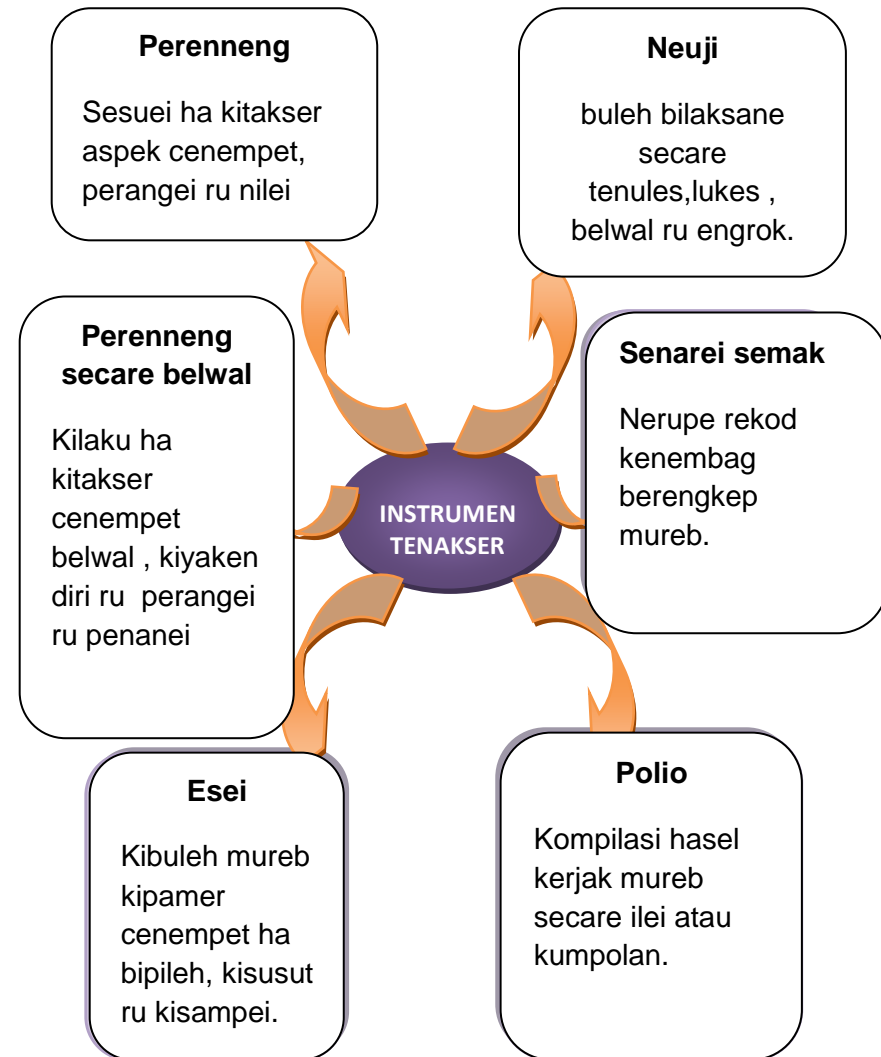 Perenneng
Sesuei ha kitakser
aspek cenempet,
perangei ru nilei
Neuji
buleh bilaksane
secare
tenules,lukes ,
belwal ru engrok.
Perenneng
secare belwal
Kilaku ha
kitakser
cenempet
belwal , kiyaken
diri ru perangei
ru penanei
Senarei semak
Nerupe rekod
kenembag
berengkep
mureb.
INSTRUMEN
TENAKSER
Esei
Kibuleh mureb
kipamer
cenempet ha
bipileh, kisusut
ru kisampei.
Polio
Kompilasi hasel
kerjak mureb
secare ilei atau
kumpolan.